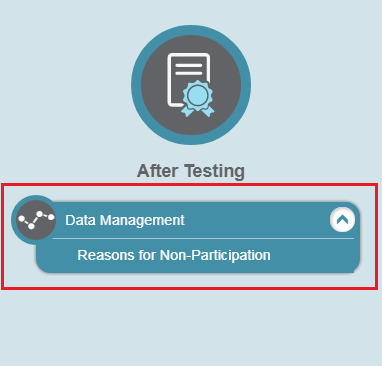 After Testing
Data Management
Reasons for Non-Participation